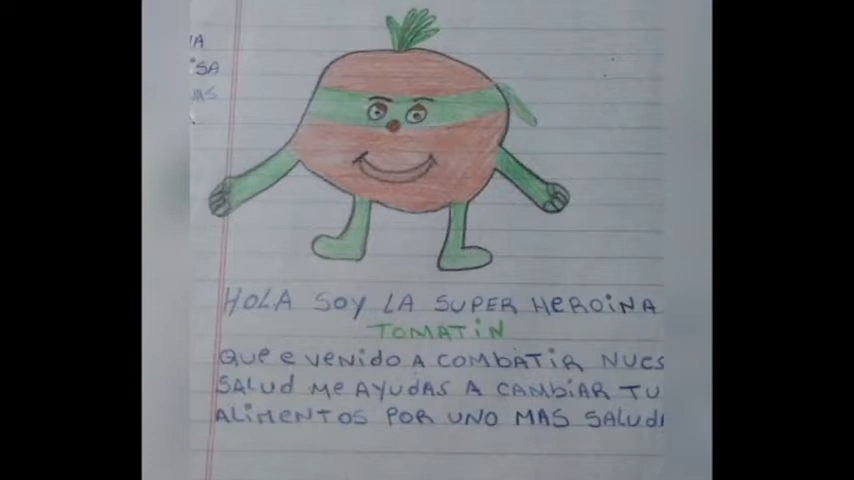 HOLA SOY LA SUPER HEROINA
TOMATIN
QUE E VENIDO A COMBATIR NUES
SALUD ME AYUDAS A CAMBIAR TU
ALIMENTOS POR UNO MAS SALUD